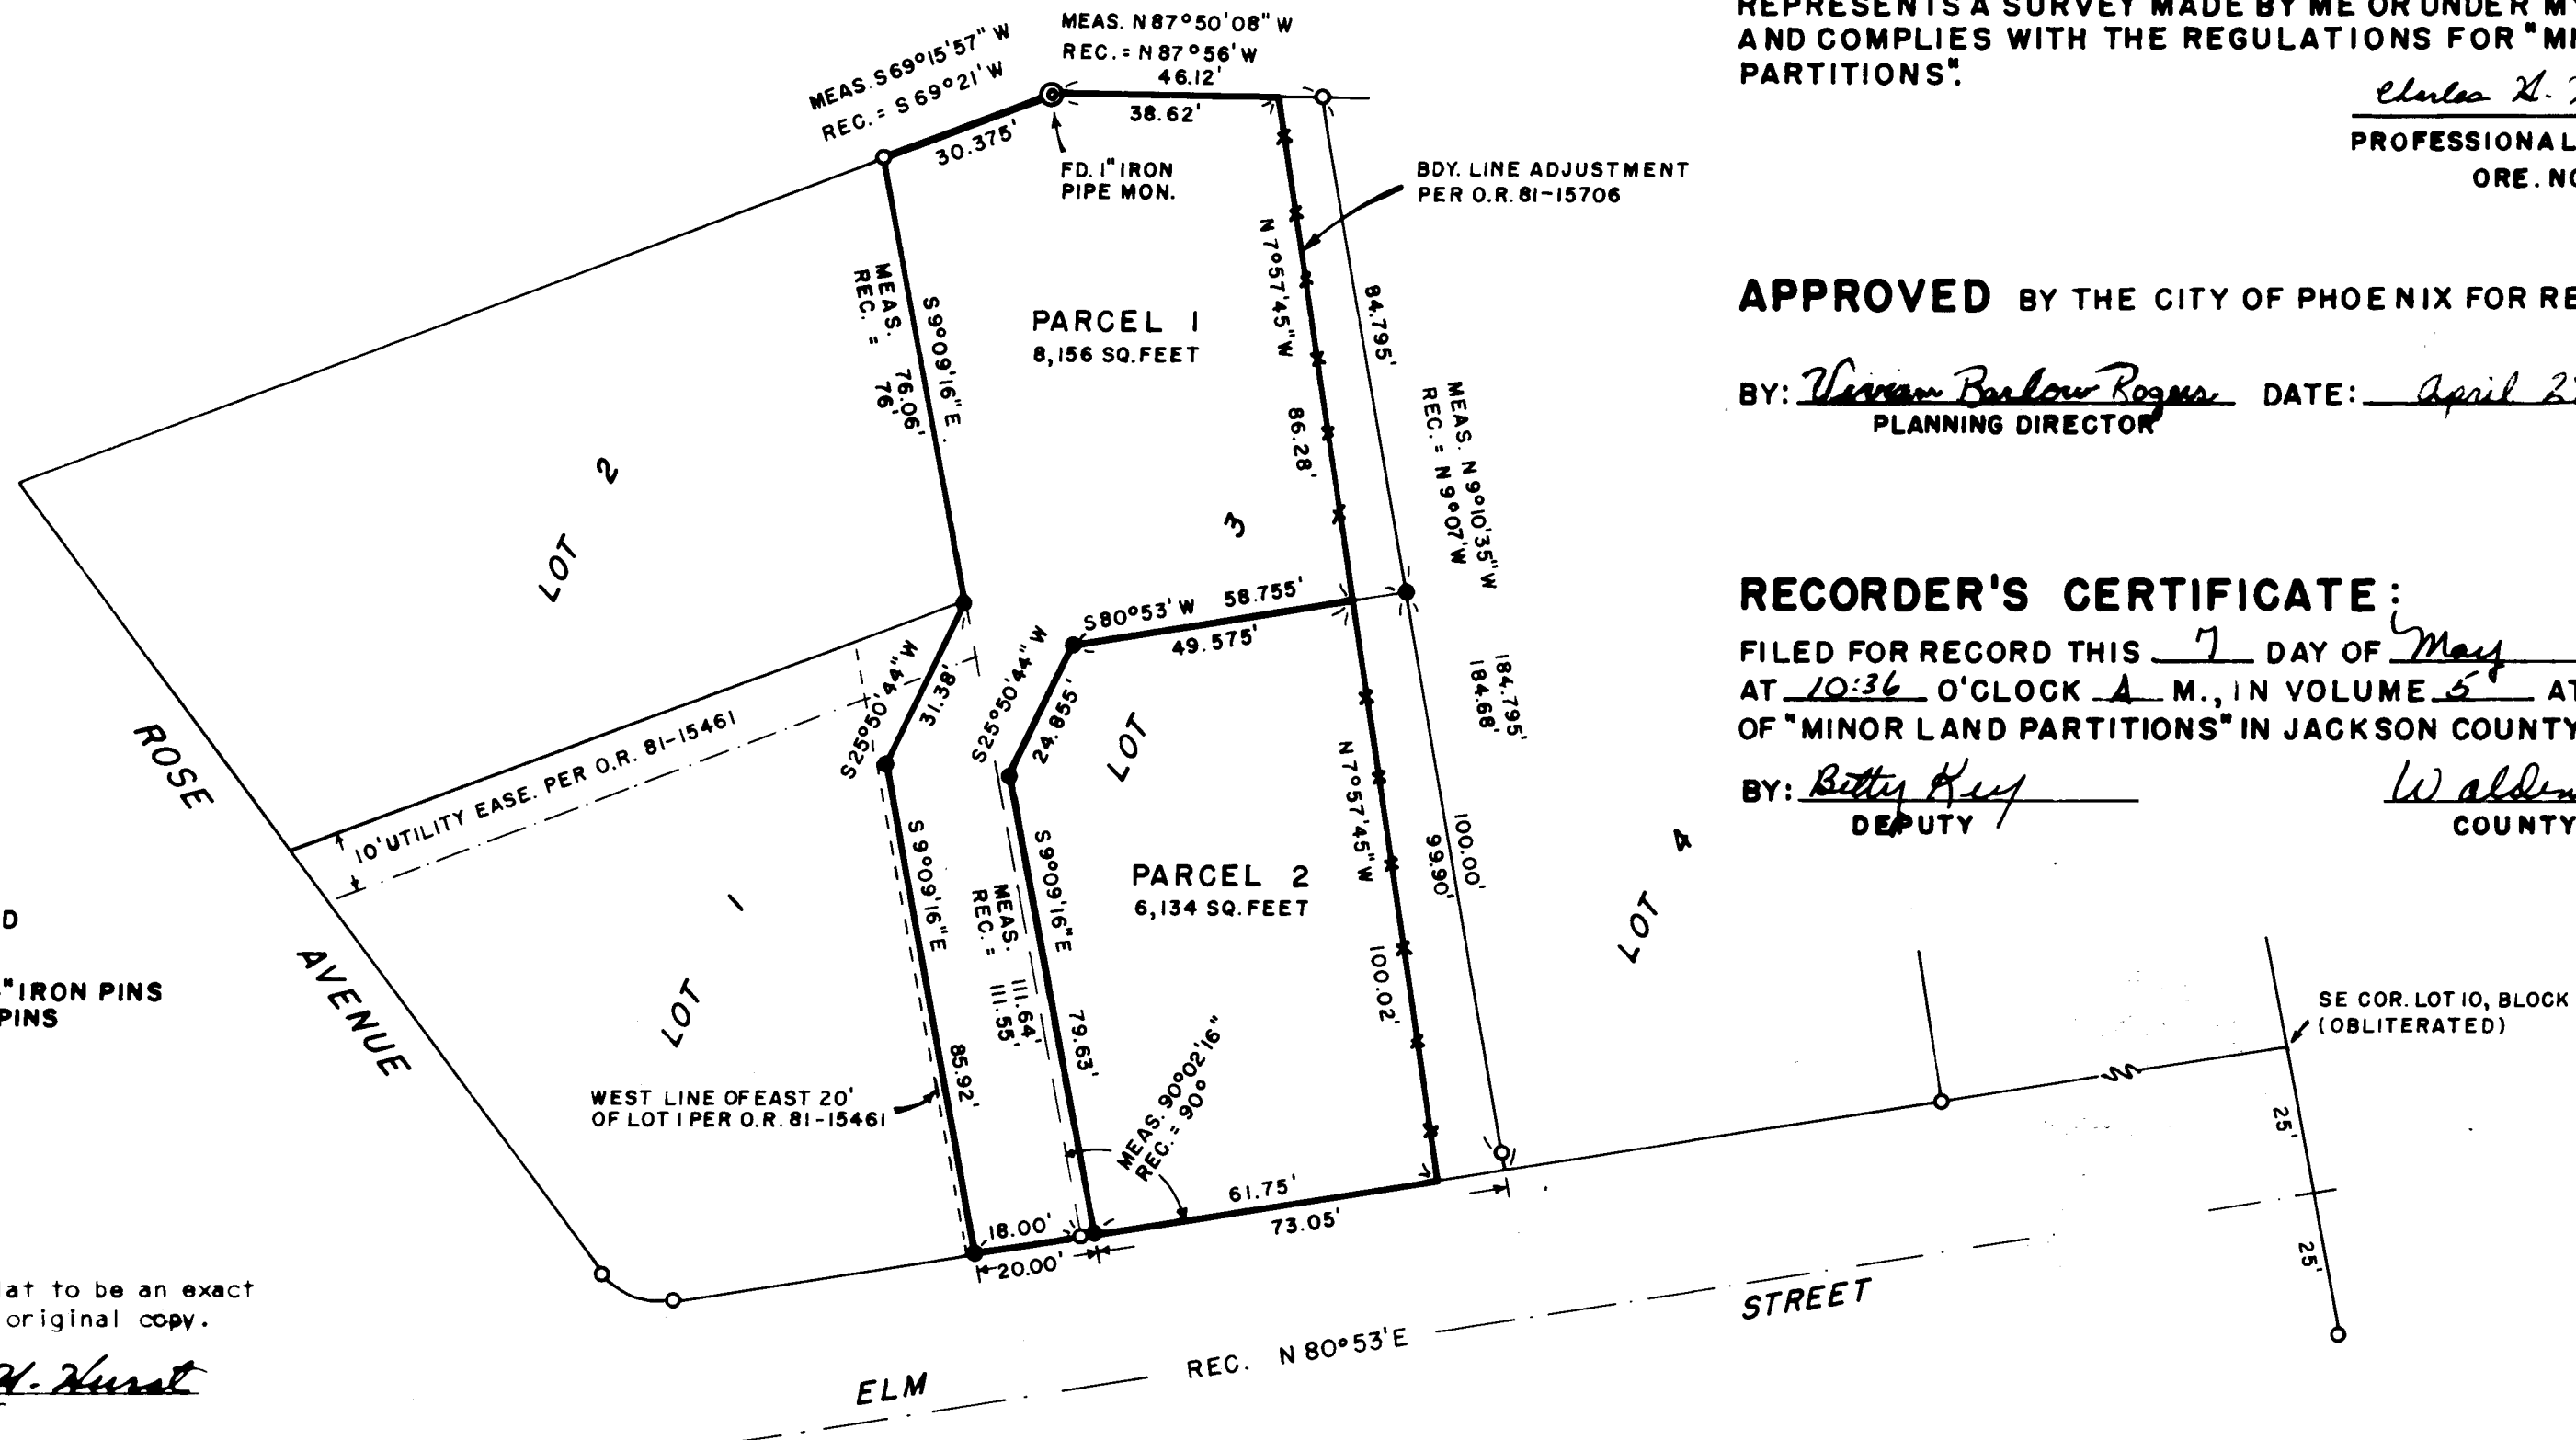 MEAS. S 69°15'57" W
REC. = S 69°21' W
30.375'
MEAS. N 87°50'08" W
REC. = N 87°56' W
46.12'
38.62'
FD. 1" IRON
PIPE MON.
BDY. LINE ADJUSTMENT
PER O.R. 81-15706
REPRESENTS A SURVEY MADE BY ME OR UNDER
AND COMPLIES WITH THE REGULATIONS FOR
PARTITIONS".
Charles H.
PROFESSIONAL
ORE. NO
APPROVED BY THE CITY OF PHOENIX FOR
BY: Barlow Rogers DATE: April
PLANNING DIRECTOR
RECORDER'S CERTIFICATE:
FILED FOR RECORD THIS 7 DAY OF May
AT 10:36 O'CLOCK A M., IN VOLUME 5 AT
OF "MINOR LAND PARTITIONS" IN JACKSON COUNTY
BY: Betty Key
DEPUTY
COUNTY
MEAS. 76.06'
REC. = 76'
S 9°09'16" E
PARCEL 1
8,156 SQ. FEET
N 7°57'45" W
86.28'
84.795'
MEAS. N 9°10'35" W 184.795'
REC. = N 9°07' W 184.68'
LOT 2
LOT 3
S 80°53' W 58.755'
49.575'
S 25°50'44" W
31.38'
S 25°50'44" W
24.855'
10' UTILITY EASE. PER O.R. 81-15461
ROSE AVENUE
LOT 1
S 9°09'16" E
85.92'
MEAS. 111.64'
REC. = 111.55'
S 9°09'16" E
79.63'
PARCEL 2
6,134 SQ. FEET
N 7°57'45" W
100.02'
100.00'
99.90'
LOT 4
WEST LINE OF EAST 20'
OF LOT 1 PER O.R. 81-15461
MEAS. 90°02'16"
REC. = 90°
18.00'
20.00'
61.75'
73.05'
SE COR. LOT 10, BLOCK
(OBLITERATED)
25'
25'
D
" IRON PINS
PINS
lat to be an exact
original copy.
H. Hurst
ELM STREET
REC. N 80°53' E